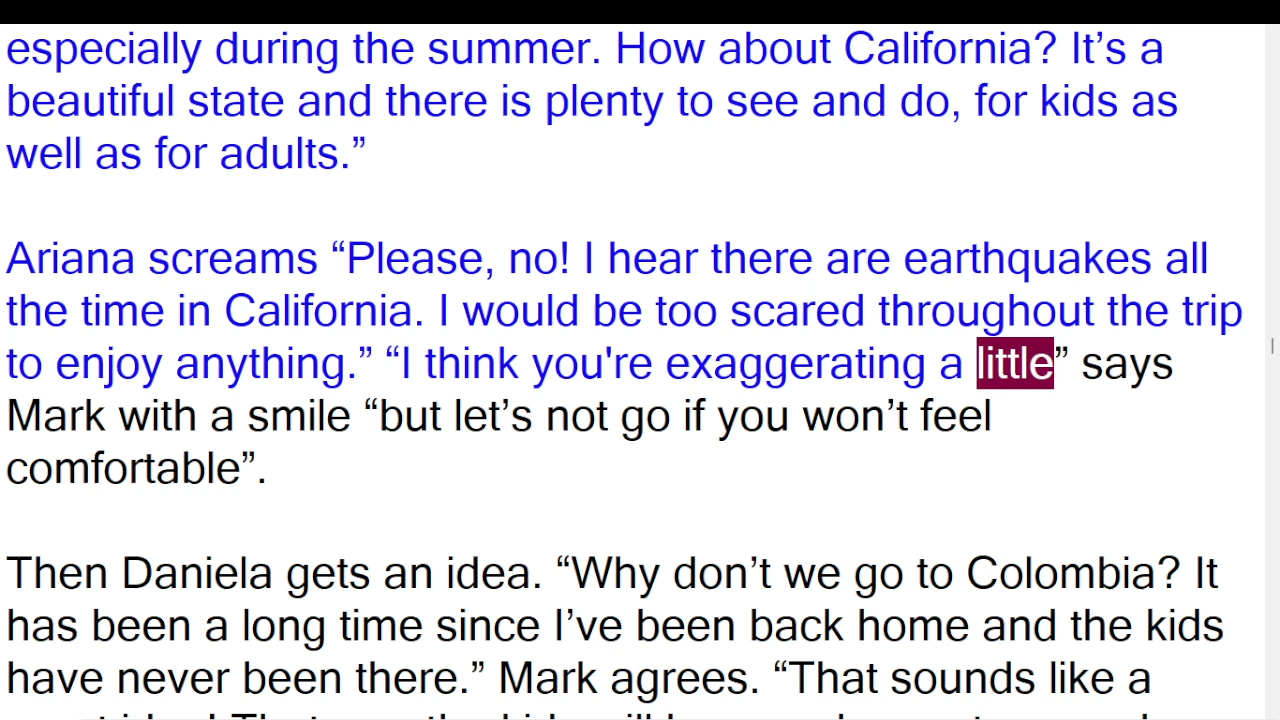 especially during the summer. How about California? It’s a
beautiful state and there is plenty to see and do, for kids as
well as for adults.”
Ariana screams “Please, no! I hear there are earthquakes all
the time in California. I would be too scared throughout the trip
to enjoy anything.” “I think you're exaggerating a little” says
Mark with a smile “but let’s not go if you won’t feel
comfortable”.
Then Daniela gets an idea. “Why don’t we go to Colombia? It
has been a long time since I’ve been back home and the kids
have never been there.” Mark agrees. “That sounds like a